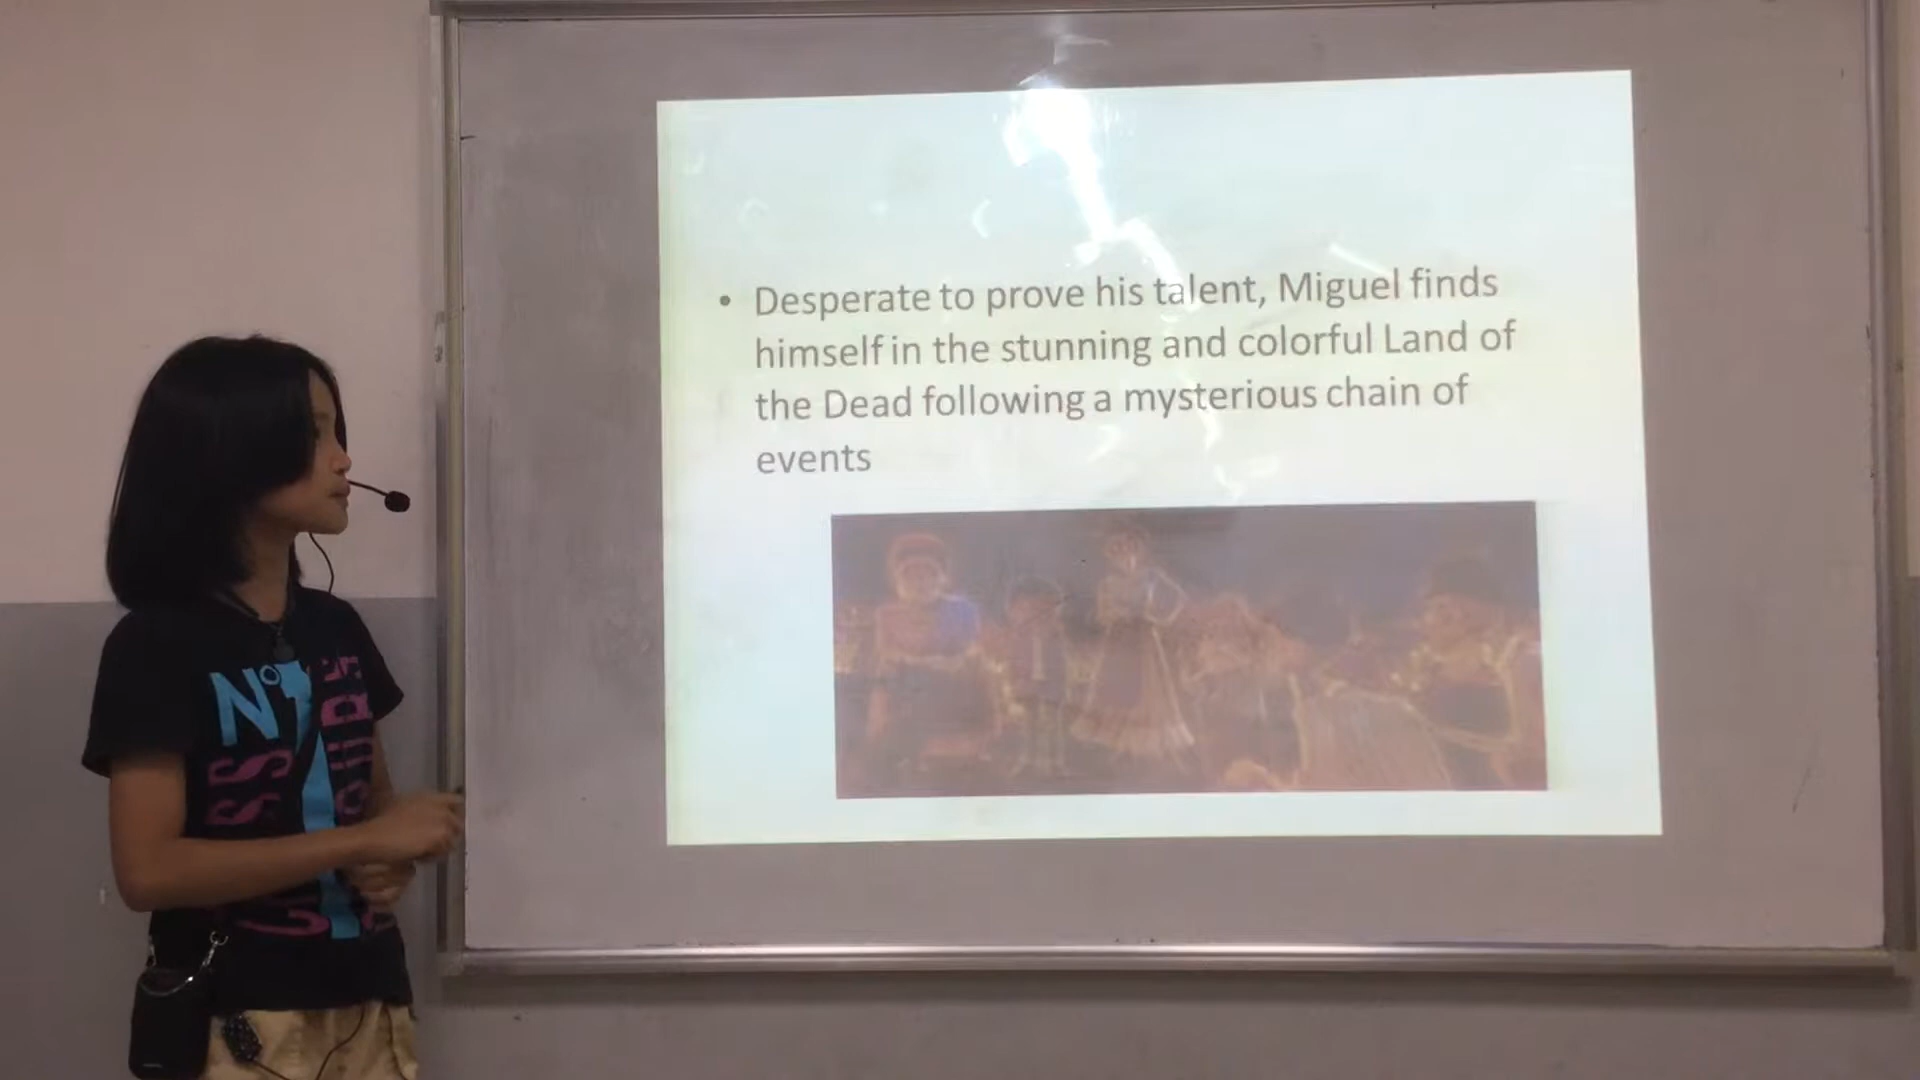 • Desperate to prove his talent, Miguel finds
himself in the stunning and colorful Land of
the Dead following a mysterious chain of
events
Nº1